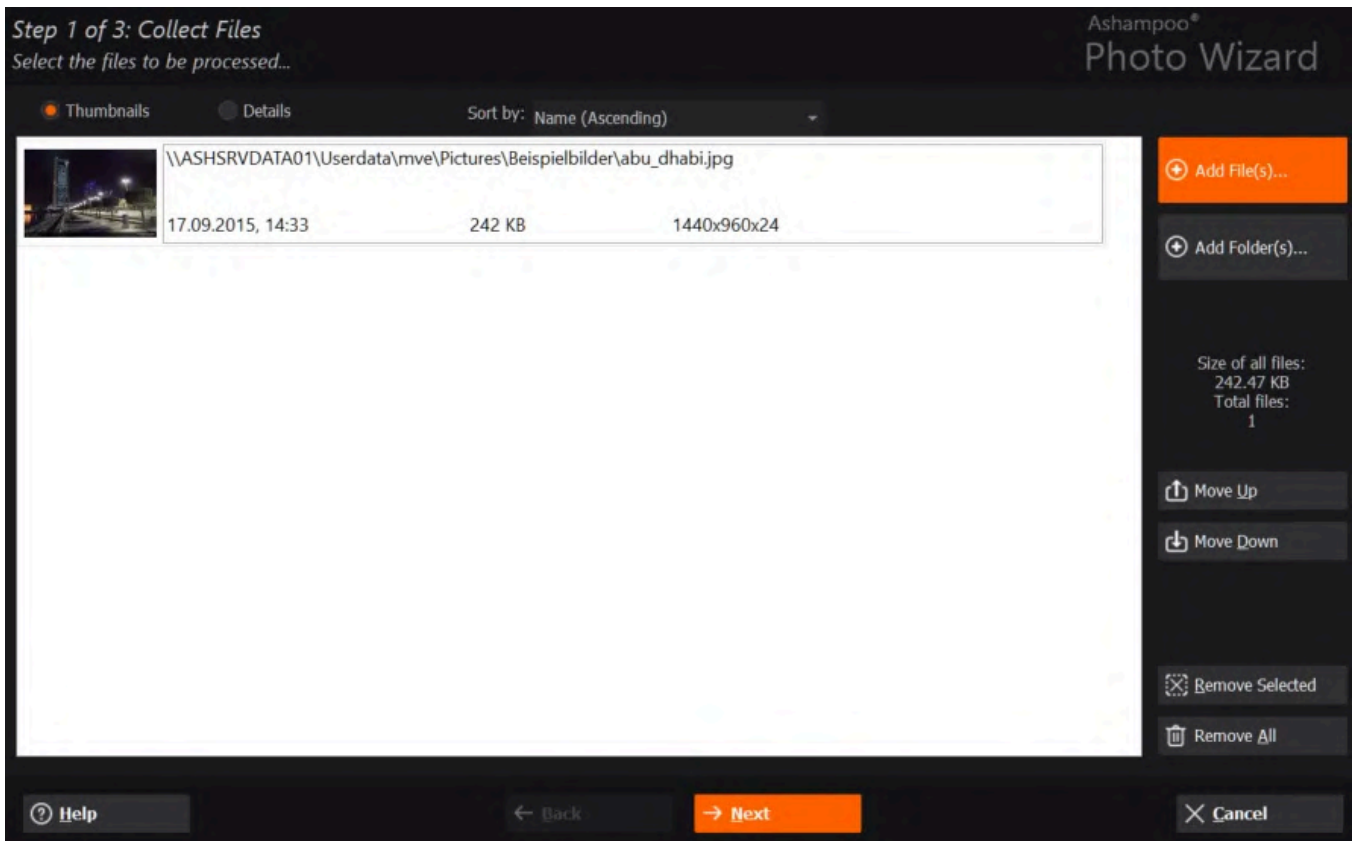 Step 1 of 3: Collect Files
Select the files to be processed...
Ashampoo®
Photo Wizard
Thumbnails
Details
Sort by: Name (Ascending)
\\ASHSRVDATA01\Userdata\mve\Pictures\Beispielbilder\abu_dhabi.jpg
17.09.2015, 14:33 242 KB 1440x960x24
Add File(s)...
Add Folder(s)...
Size of all files:
242.47 KB
Total files:
1
Move Up
Move Down
Remove Selected
Remove All
Help
Back
Next
Cancel